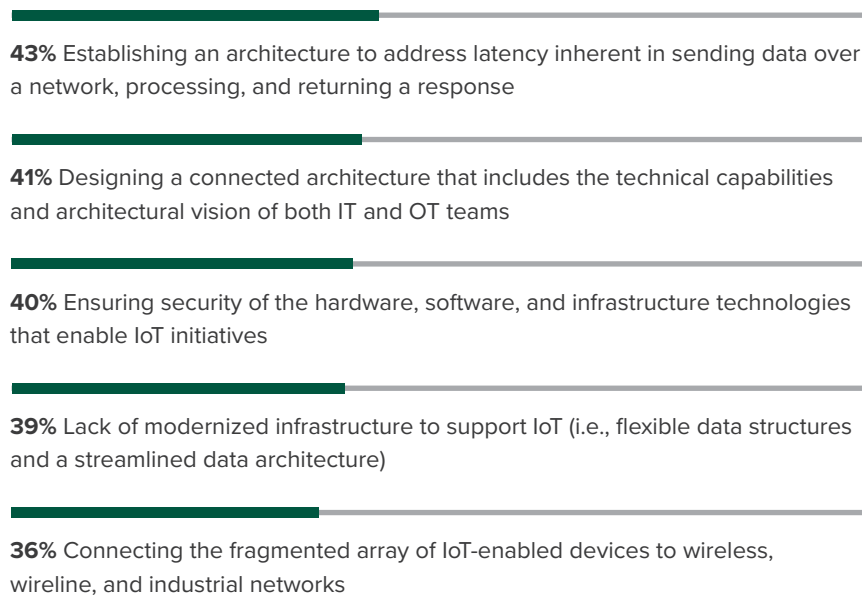 43% Establishing an architecture to address latency inherent in sending data over
a network, processing, and returning a response
41% Designing a connected architecture that includes the technical capabilities
and architectural vision of both IT and OT teams
40% Ensuring security of the hardware, software, and infrastructure technologies
that enable IoT initiatives
39% Lack of modernized infrastructure to support IoT (i.e., flexible data structures
and a streamlined data architecture)
36% Connecting the fragmented array of IoT-enabled devices to wireless,
wireline, and industrial networks